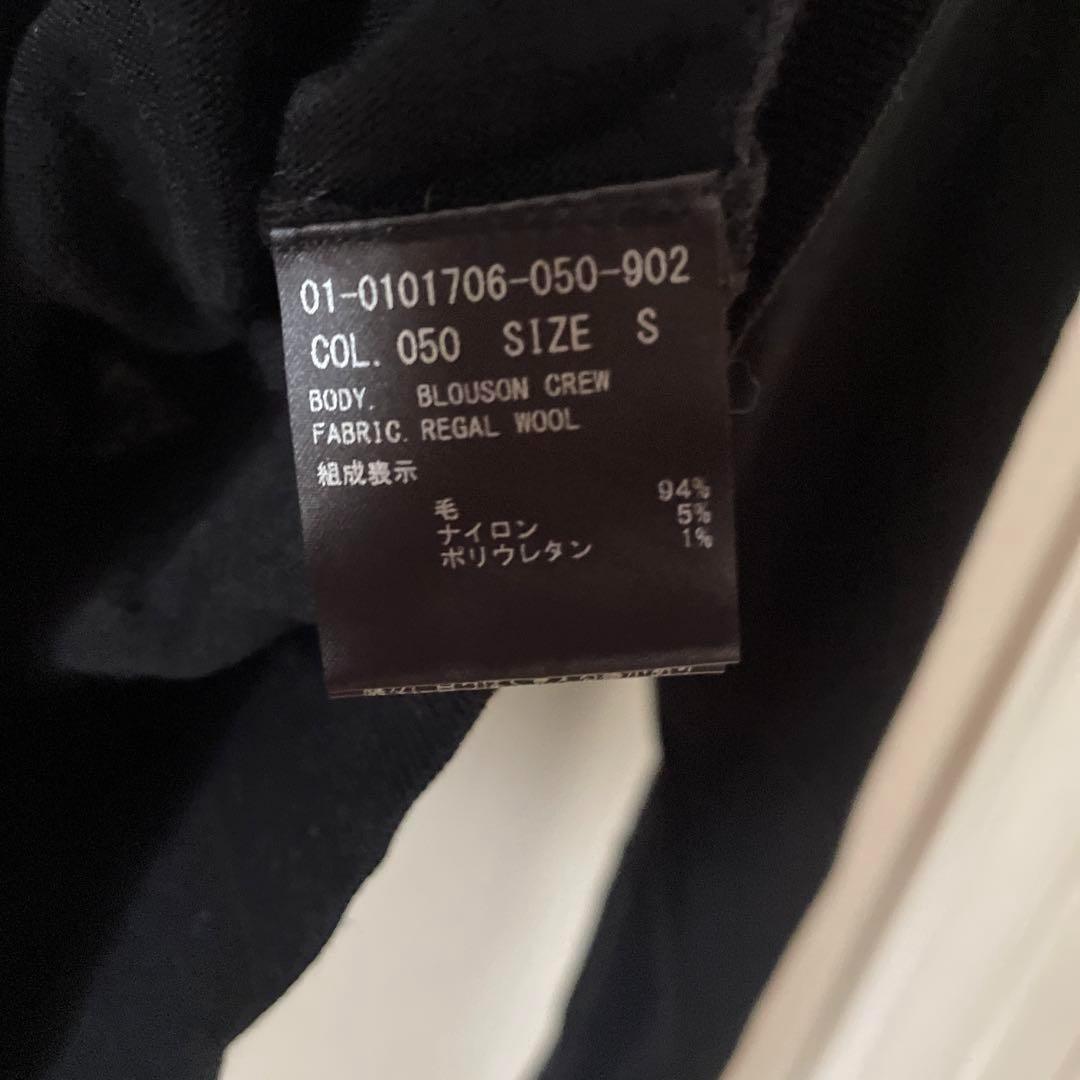 01-0101706-050-902
COL. 050 SIZE S
BODY. BLOUSON CREW
FABRIC. REGAL WOOL
組成表示
毛 94%
ナイロン 5%
ポリウレタン 1%